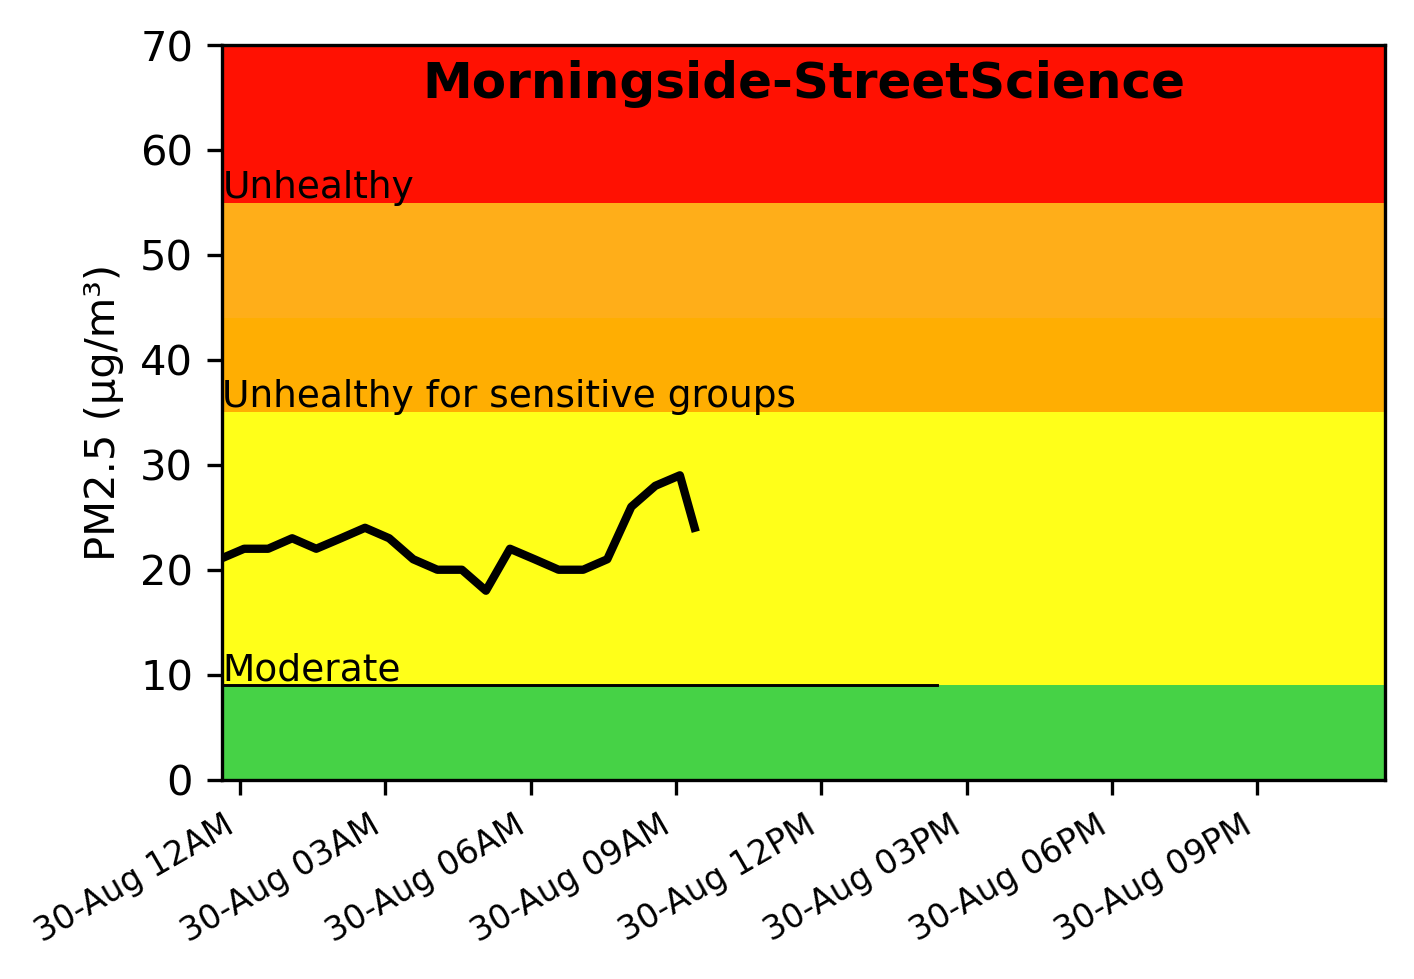 Morningside-StreetScience
PM2.5 (µg/m³)
70
60
50
40
30
20
10
0
Unhealthy
Unhealthy for sensitive groups
Moderate
30-Aug 12AM
30-Aug 03AM
30-Aug 06AM
30-Aug 09AM
30-Aug 12PM
30-Aug 03PM
30-Aug 06PM
30-Aug 09PM